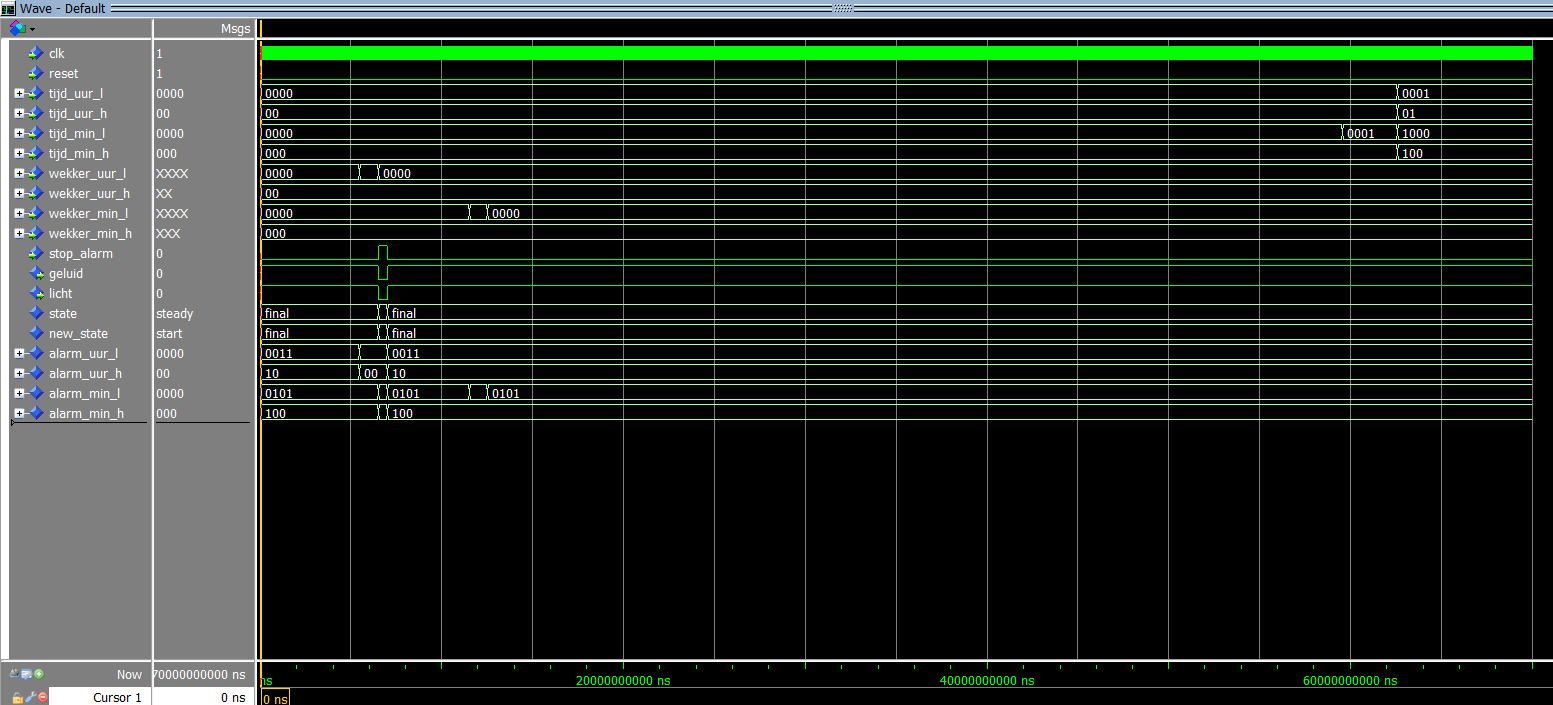 Wave - Default
Msgs
clk 1
reset 1
tijd_uur_l 0000 0000 0001
tijd_uur_h 00 00 01
tijd_min_l 0000 0000 0001 1000
tijd_min_h 000 000 100
wekker_uur_l XXXX 0000 0000
wekker_uur_h XX 00
wekker_min_l XXXX 0000 0000
wekker_min_h XXX 000
stop_alarm 0
geluid 0
licht 0
state steady final final
new_state start final final
alarm_uur_l 0000 0011 0011
alarm_uur_h 00 10 00 10
alarm_min_l 0000 0101 0101 0101
alarm_min_h 000 100 100
Now 70000000000 ns ns 20000000000 ns 40000000000 ns 60000000000 ns
Cursor 1 0 ns 0 ns